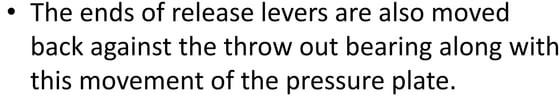 • The ends of release levers are also moved
back against the throw out bearing along with
this movement of the pressure plate.